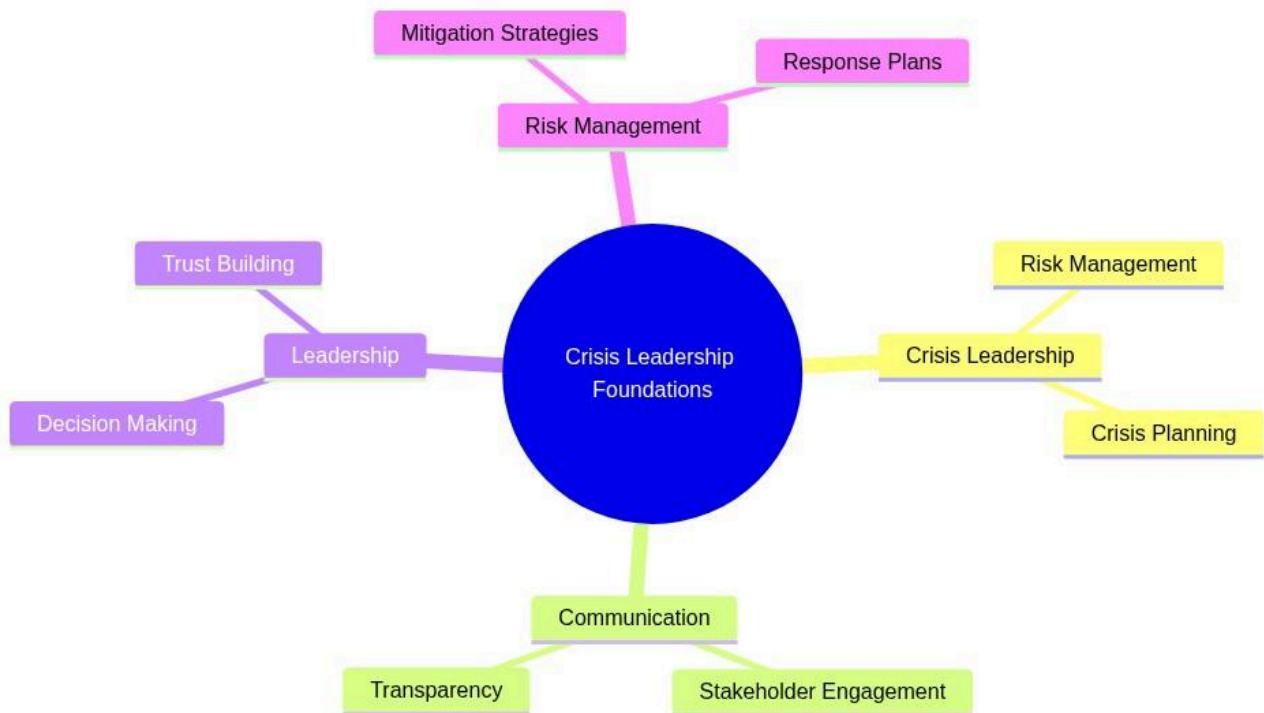 Mitigation Strategies
Response Plans
Risk Management
Trust Building
Risk Management
Leadership
Crisis Leadership
Foundations
Crisis Leadership
Decision Making
Crisis Planning
Communication
Transparency
Stakeholder Engagement